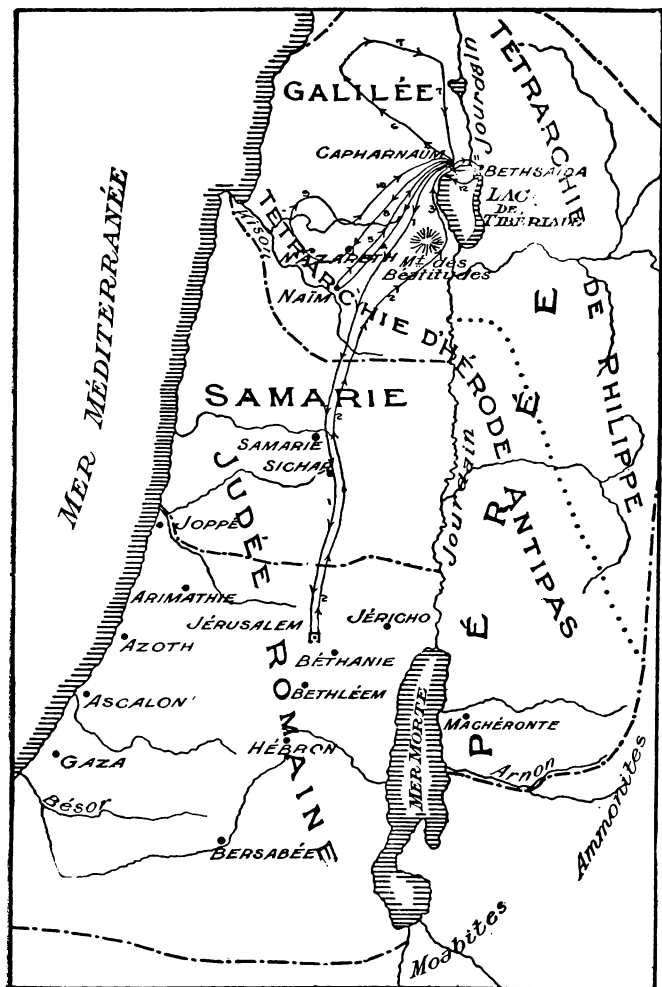 TÉTRARCHIE DE PHILIPPE
Jourdain
GALILÉE
CAPHARNAUM
BETHSAÏDA
LAC
DE
TIBÉRIADE
MER MÉDITERRANÉE
Kison
TÉTRARCHIE D'HÉRODE ANTIPAS
NAZARETH
Mt. des
Béatitudes
NAÏM
PÉRÉE
SAMARIE
SAMARIE
SICHAR
JUDÉE ROMAINE
Jourdain
JOPPÉ
ARIMATHIE
JÉRUSALEM
JÉRICHO
AZOTH
BÉTHANIE
ASCALON
BETHLÉEM
MACHÉRONTE
GAZA
HÉBRON
MER MORTE
Arnon
Bésor
Ammonites
BERSABÉE
Moabites